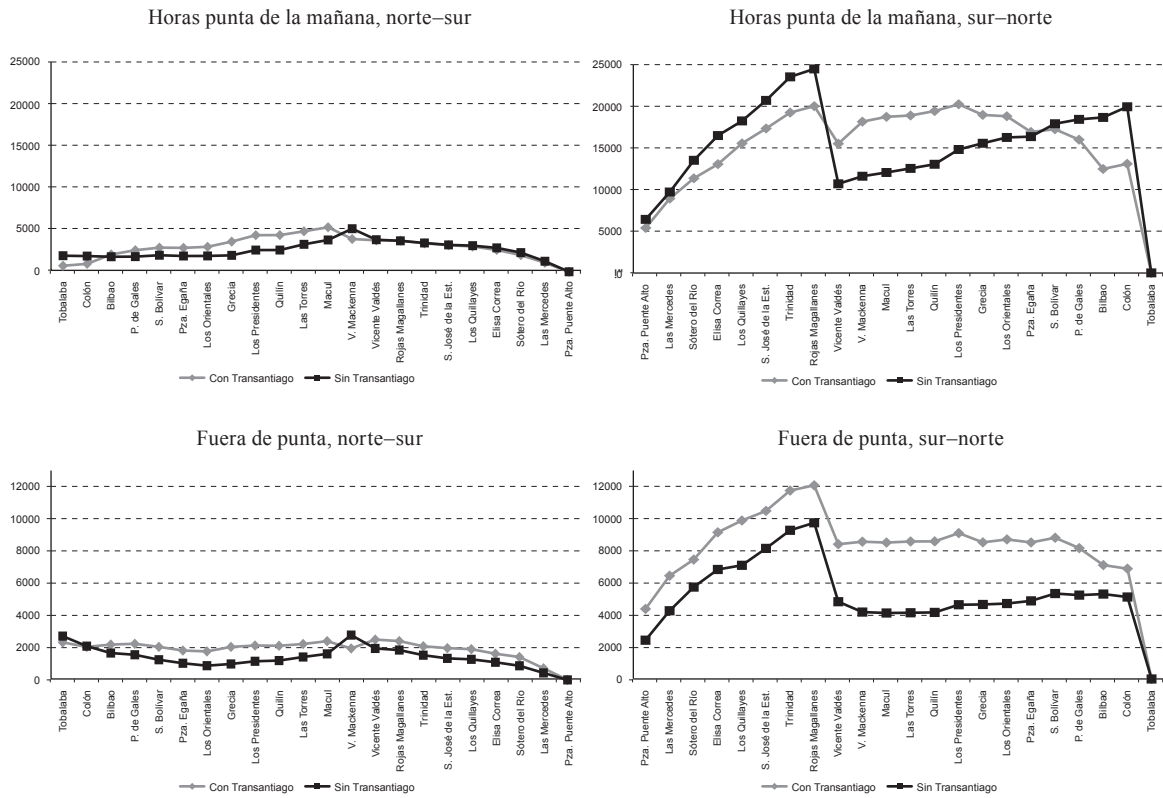 Horas punta de la mañana, norte–sur
25000
20000
15000
10000
5000
0
Tobalaba
Colón
Bilbao
P. de Gales
S. Bolívar
Pza. Egaña
Los Orientales
Grecia
Los Presidentes
Quilín
Las Torres
Macul
V. Mackenna
Vicente Valdés
Rojas Magallanes
Trinidad
S. José de la Est.
Los Quillayes
Elisa Correa
Sótero del Río
Las Mercedes
Pza. Puente Alto
Con Transantiago
Sin Transantiago
Horas punta de la mañana, sur–norte
25000
20000
15000
10000
5000
Pza. Puente Alto
Las Mercedes
Sótero del Río
Elisa Correa
Los Quillayes
S. José de la Est.
Trinidad
Rojas Magallanes
Vicente Valdés
V. Mackenna
Macul
Las Torres
Quilín
Los Presidentes
Grecia
Los Orientales
Pza. Egaña
S. Bolívar
P. de Gales
Bilbao
Colón
Tobalaba
Con Transantiago
Sin Transantiago
Fuera de punta, norte–sur
12000
10000
8000
6000
4000
2000
0
Tobalaba
Colón
Bilbao
P. de Gales
S. Bolívar
Pza. Egaña
Los Orientales
Grecia
Los Presidentes
Quilín
Las Torres
Macul
V. Mackenna
Vicente Valdés
Rojas Magallanes
Trinidad
S. José de la Est.
Los Quillayes
Elisa Correa
Sótero del Río
Las Mercedes
Pza. Puente Alto
Con Transantiago
Sin Transantiago
Fuera de punta, sur–norte
12000
10000
8000
6000
4000
2000
0
Pza. Puente Alto
Las Mercedes
Sótero del Río
Elisa Correa
Los Quillayes
S. José de la Est.
Trinidad
Rojas Magallanes
Vicente Valdés
V. Mackenna
Macul
Las Torres
Quilín
Los Presidentes
Grecia
Los Orientales
Pza. Egaña
S. Bolívar
P. de Gales
Bilbao
Colón
Tobalaba
Con Transantiago
Sin Transantiago